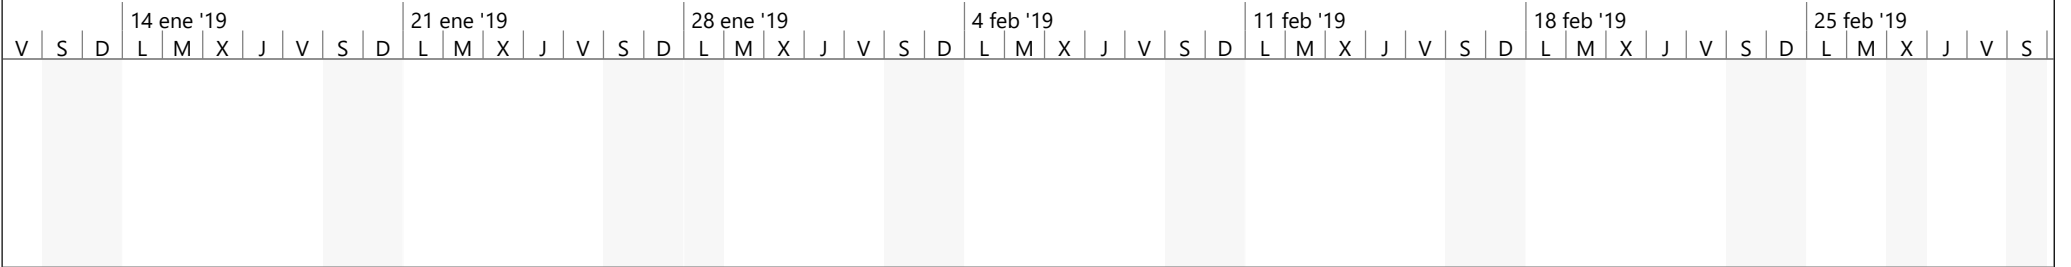 14 ene '19 21 ene '19 28 ene '19 4 feb '19 11 feb '19 18 feb '19 25 feb '19
V S D L M X J V S D L M X J V S D L M X J V S D L M X J V S D L M X J V S D L M X J V S D L M X J V S